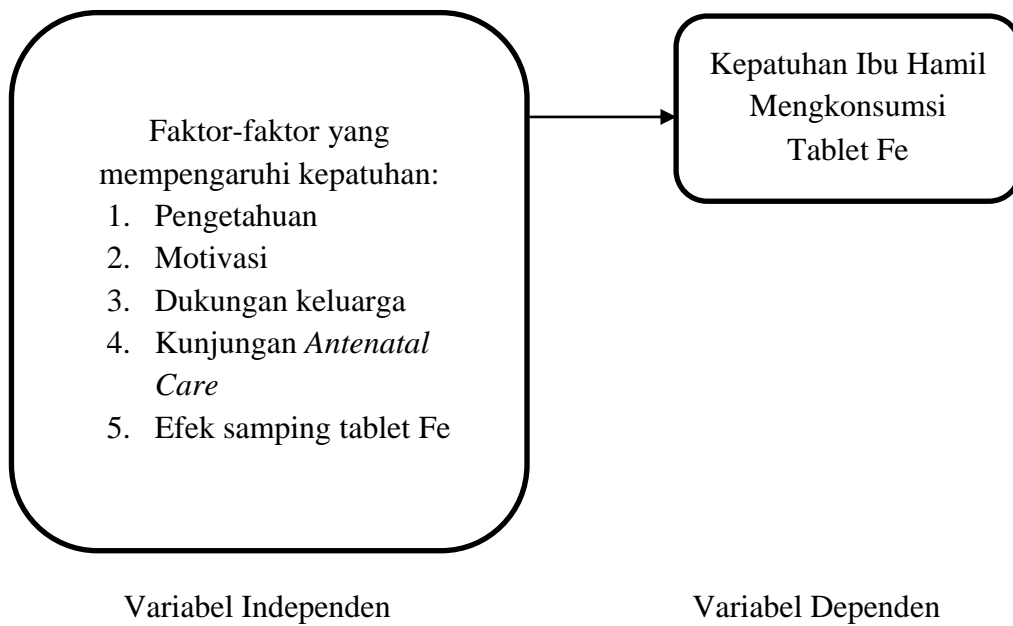 Faktor-faktor yang
mempengaruhi kepatuhan:
1. Pengetahuan
2. Motivasi
3. Dukungan keluarga
4. Kunjungan Antenatal
Care
5. Efek samping tablet Fe
Kepatuhan Ibu Hamil
Mengkonsumsi
Tablet Fe
Variabel Independen
Variabel Dependen